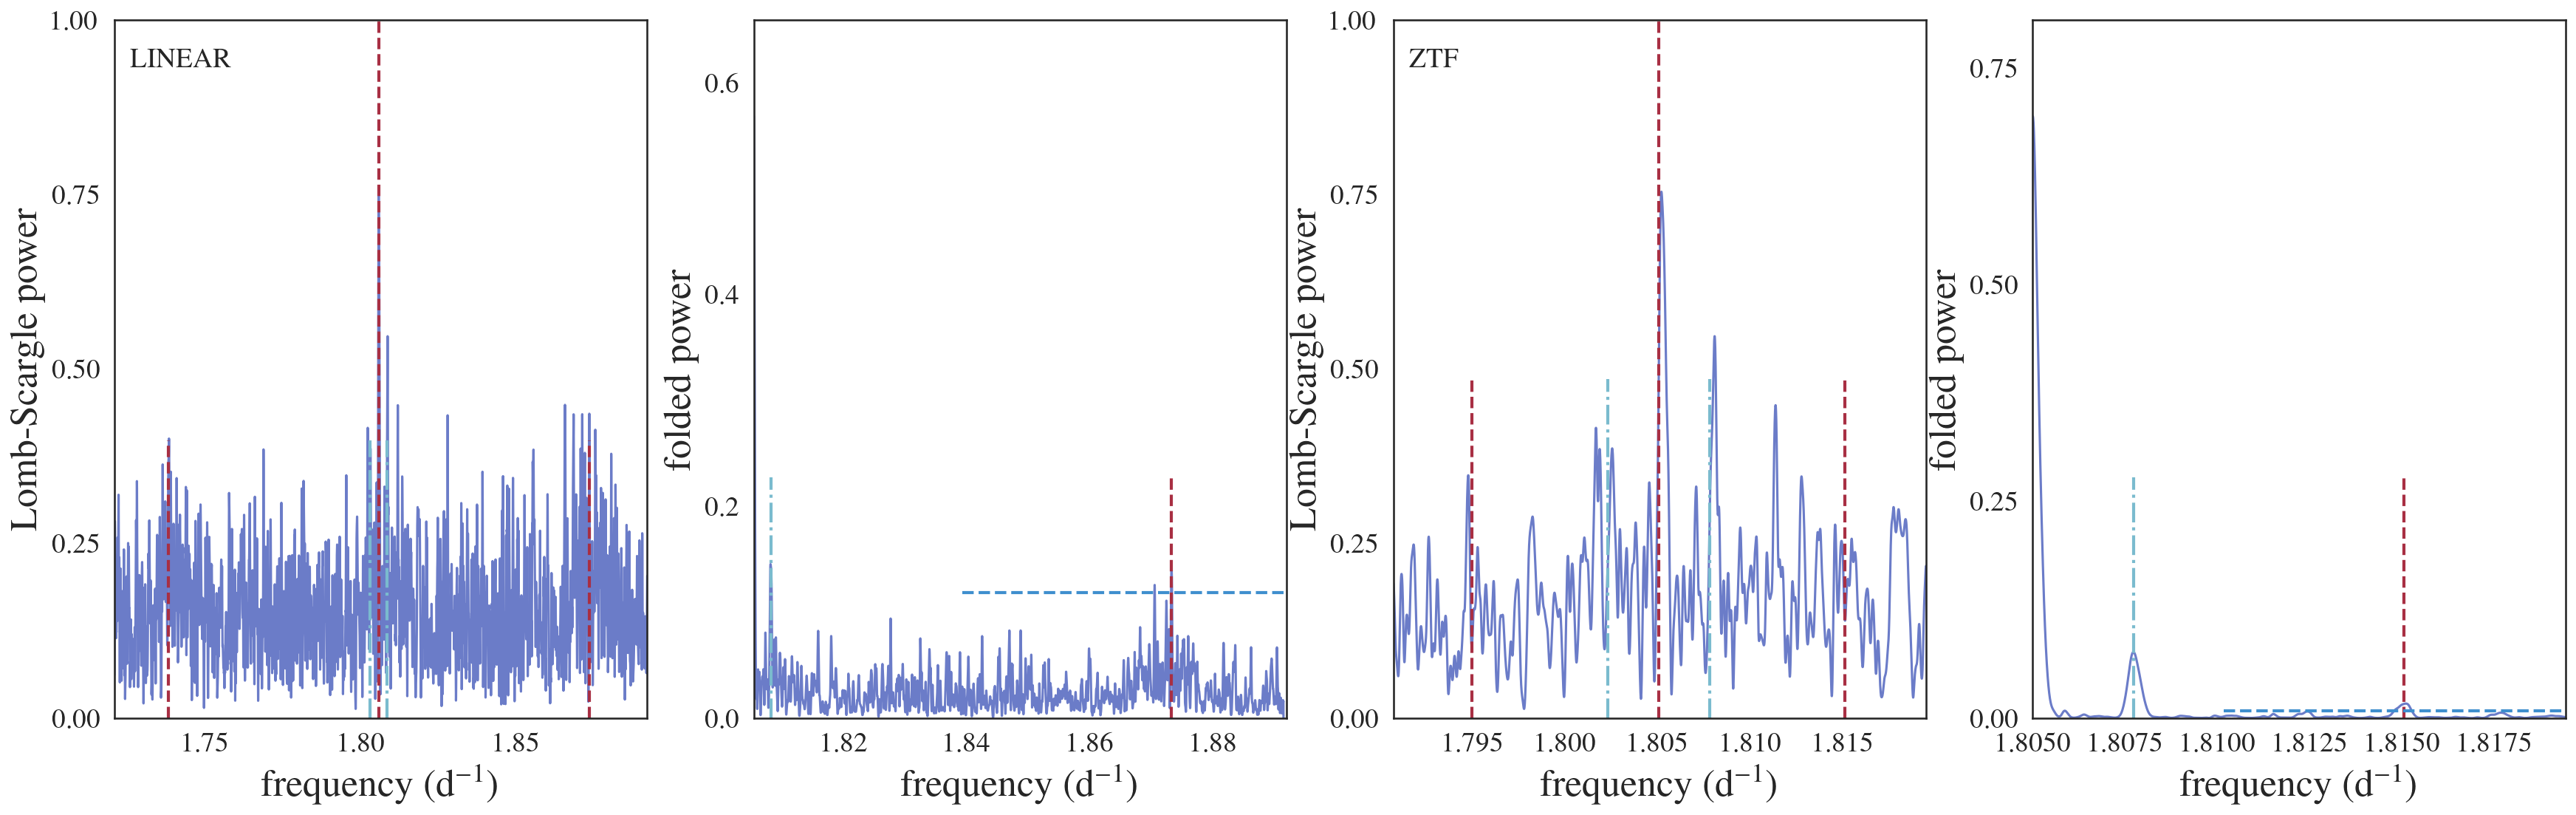 LINEAR
Lomb-Scargle power
1.00
0.75
0.50
0.25
0.00
1.75 1.80 1.85
frequency (d⁻¹)
folded power
0.6
0.4
0.2
0.0
1.82 1.84 1.86 1.88
frequency (d⁻¹)
ZTF
Lomb-Scargle power
1.00
0.75
0.50
0.25
0.00
1.795 1.800 1.805 1.810 1.815
frequency (d⁻¹)
folded power
0.75
0.50
0.25
0.00
1.8050 1.8075 1.8100 1.8125 1.8150 1.8175
frequency (d⁻¹)